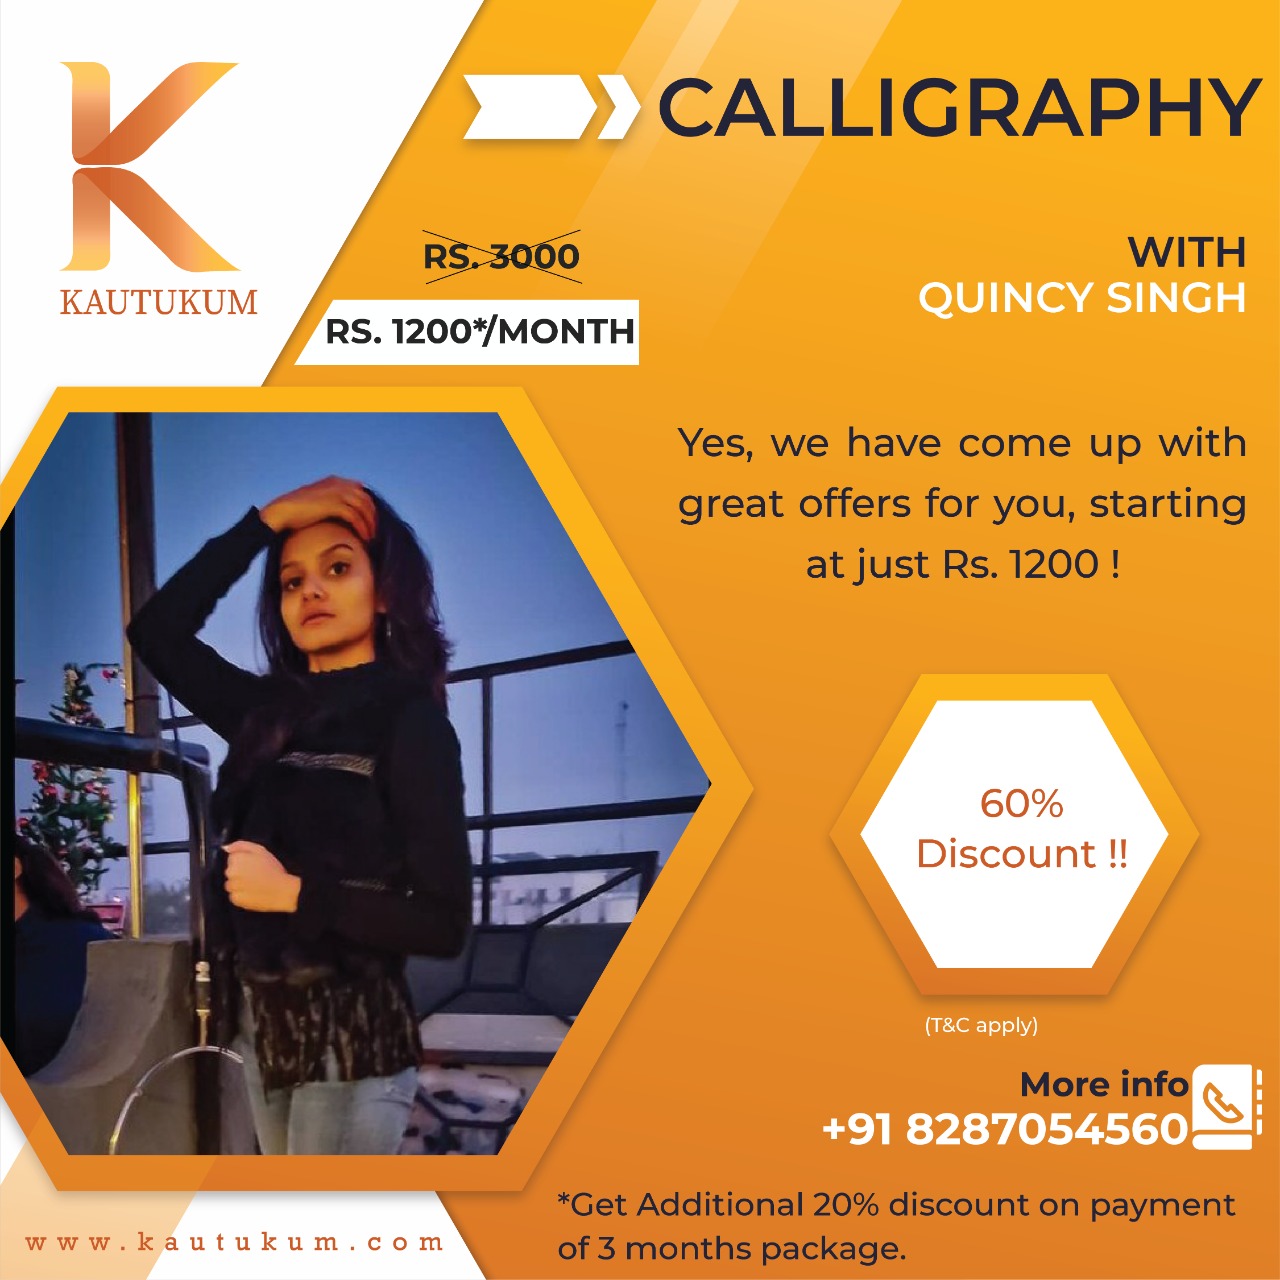 KAUTUKUM
CALLIGRAPHY
WITH
QUINCY SINGH
RS. 3000
RS. 1200*/MONTH
Yes, we have come up with
great offers for you, starting
at just Rs. 1200 !
60%
Discount !!
(T&C apply)
More info
+91 8287054560
*Get Additional 20% discount on payment
of 3 months package.
www.kautukum.com